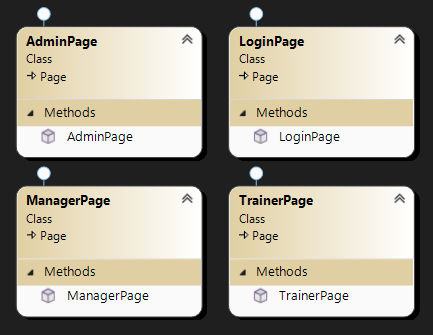 AdminPage
Class
Page
Methods
AdminPage
LoginPage
Class
Page
Methods
LoginPage
ManagerPage
Class
Page
Methods
ManagerPage
TrainerPage
Class
Page
Methods
TrainerPage